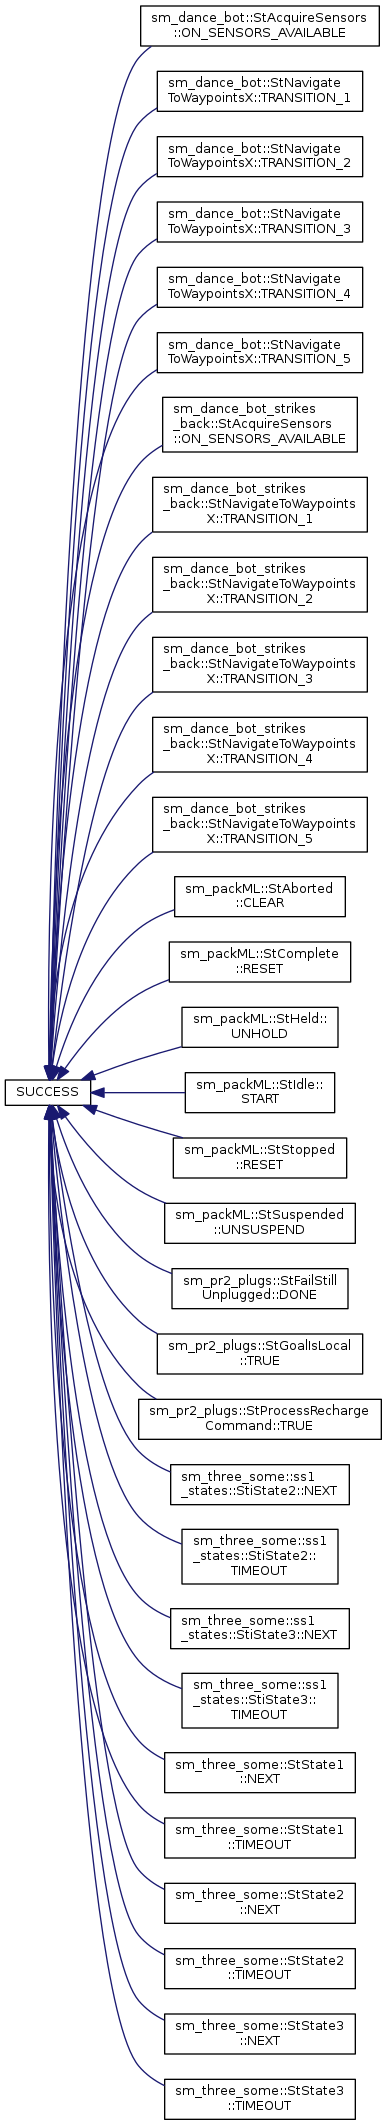 sm_dance_bot::StAcquireSensors
::ON_SENSORS_AVAILABLE
sm_dance_bot::StNavigate
ToWaypointsX::TRANSITION_1
sm_dance_bot::StNavigate
ToWaypointsX::TRANSITION_2
sm_dance_bot::StNavigate
ToWaypointsX::TRANSITION_3
sm_dance_bot::StNavigate
ToWaypointsX::TRANSITION_4
sm_dance_bot::StNavigate
ToWaypointsX::TRANSITION_5
sm_dance_bot_strikes
_back::StAcquireSensors
::ON_SENSORS_AVAILABLE
sm_dance_bot_strikes
_back::StNavigateToWaypoints
X::TRANSITION_1
sm_dance_bot_strikes
_back::StNavigateToWaypoints
X::TRANSITION_2
sm_dance_bot_strikes
_back::StNavigateToWaypoints
X::TRANSITION_3
sm_dance_bot_strikes
_back::StNavigateToWaypoints
X::TRANSITION_4
sm_dance_bot_strikes
_back::StNavigateToWaypoints
X::TRANSITION_5
sm_packML::StAborted
::CLEAR
sm_packML::StComplete
::RESET
sm_packML::StHeld::
UNHOLD
SUCCESS
sm_packML::StIdle::
START
sm_packML::StStopped
::RESET
sm_packML::StSuspended
::UNSUSPEND
sm_pr2_plugs::StFailStill
Unplugged::DONE
sm_pr2_plugs::StGoalIsLocal
::TRUE
sm_pr2_plugs::StProcessRecharge
Command::TRUE
sm_three_some::ss1
_states::StiState2::NEXT
sm_three_some::ss1
_states::StiState2::
TIMEOUT
sm_three_some::ss1
_states::StiState3::NEXT
sm_three_some::ss1
_states::StiState3::
TIMEOUT
sm_three_some::StState1
::NEXT
sm_three_some::StState1
::TIMEOUT
sm_three_some::StState2
::NEXT
sm_three_some::StState2
::TIMEOUT
sm_three_some::StState3
::NEXT
sm_three_some::StState3
::TIMEOUT